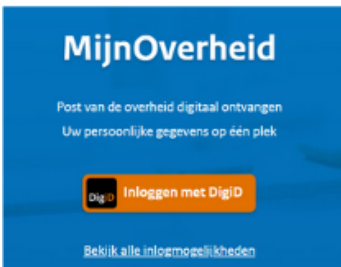 MijnOverheid
Post van de overheid digitaal ontvangen
Uw persoonlijke gegevens op één plek
DigiD Inloggen met DigiD
Bekijk alle inlogmogelijkheden